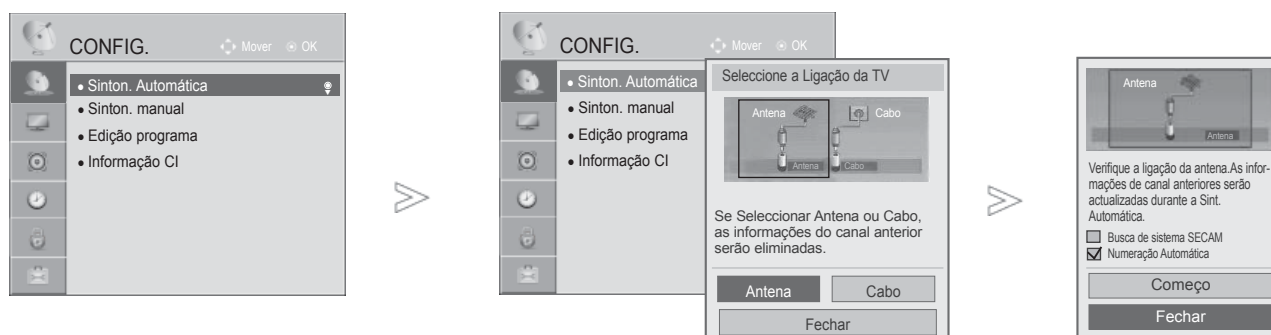 CONFIG.
Mover
OK
Sinton. Automática
Sinton. manual
Edição programa
Informação CI
CONFIG.
Mover
OK
Sinton. Automática
Sinton. manual
Edição programa
Informação CI
Seleccione a Ligação da TV
Antena
Cabo
Antena
Cabo
Se Seleccionar Antena ou Cabo,
as informações do canal anterior
serão eliminadas.
Antena
Cabo
Fechar
Antena
Antena
Verifique a ligação da antena.As infor-
mações de canal anteriores serão
actualizadas durante a Sint.
Automática.
Busca de sistema SECAM
Numeração Automática
Começo
Fechar